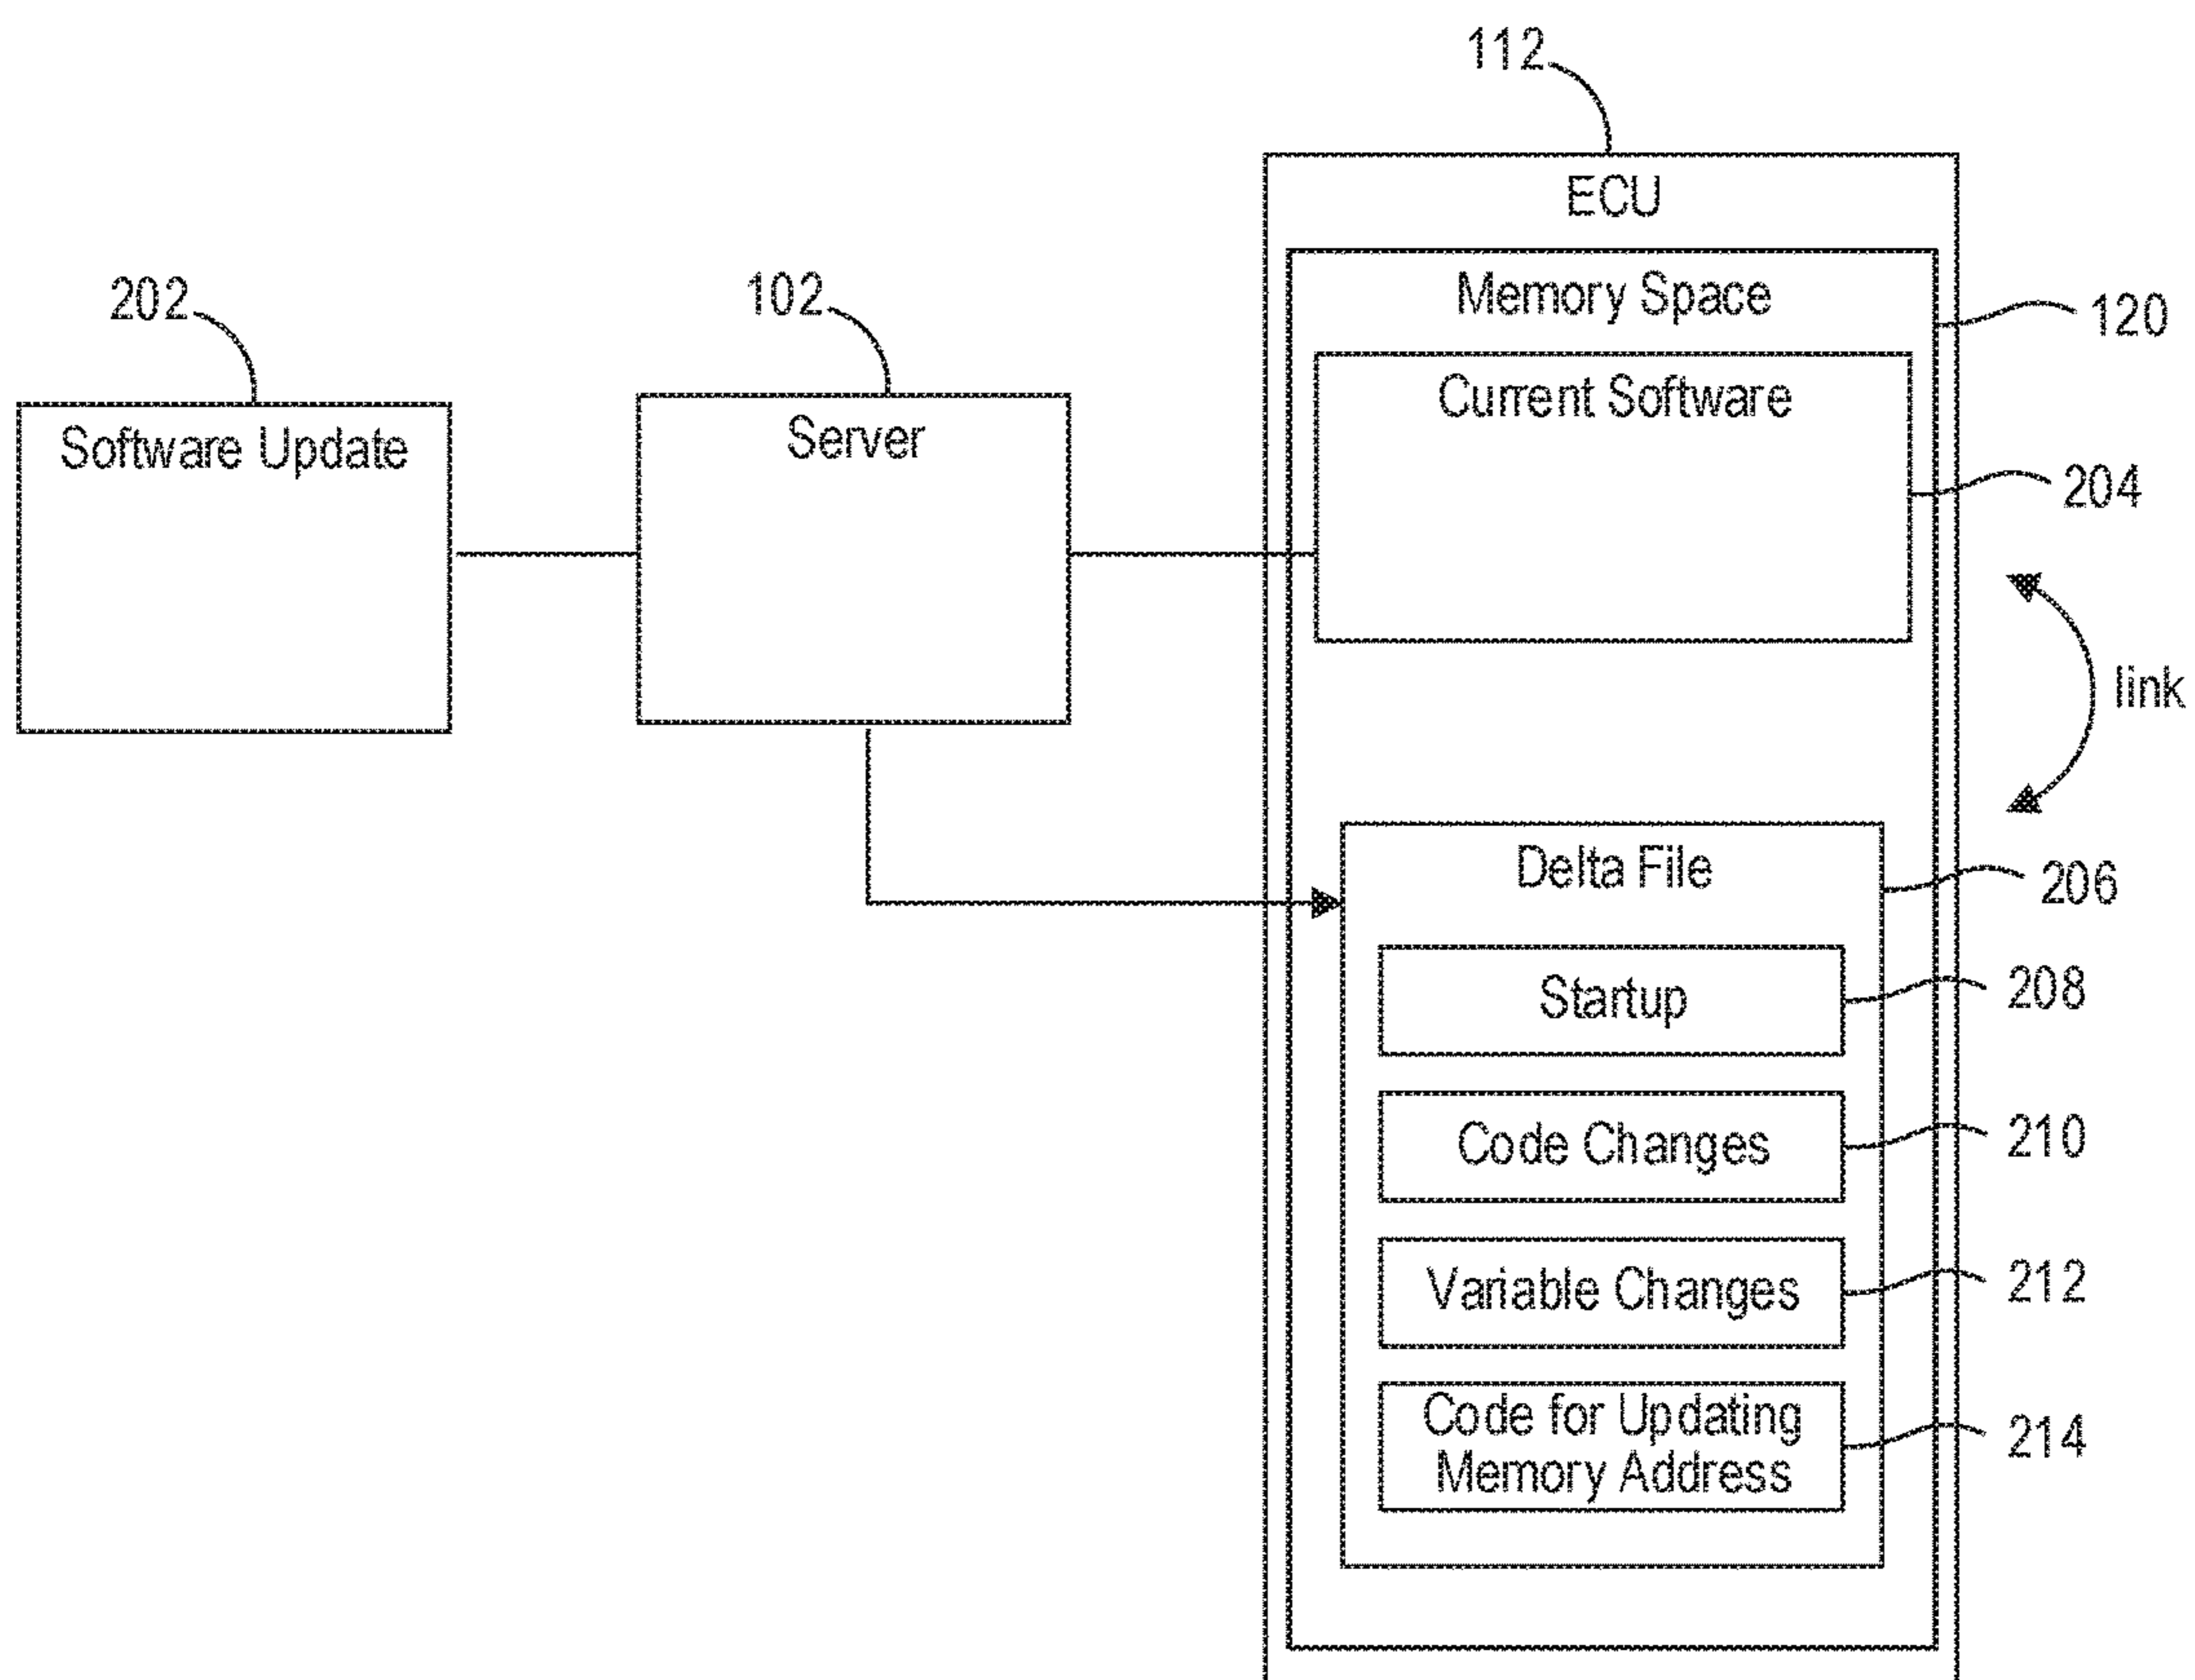 112
ECU
202
102
Memory Space
120
Software Update
Server
Current Software
204
link
Delta File
206
Startup
208
Code Changes
210
Variable Changes
212
Code for Updating
Memory Address
214